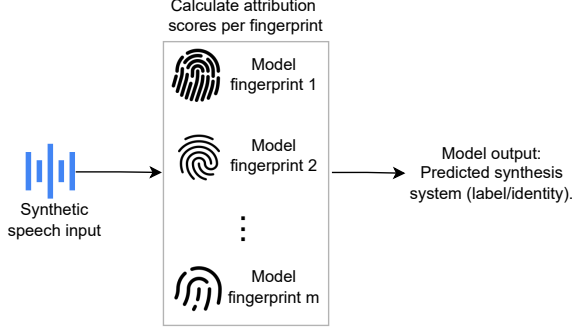 Calculate attribution
scores per fingerprint
Model
fingerprint 1
Model
fingerprint 2
Synthetic
speech input
Model output:
Predicted synthesis
system (label/identity).
⋮
Model
fingerprint m